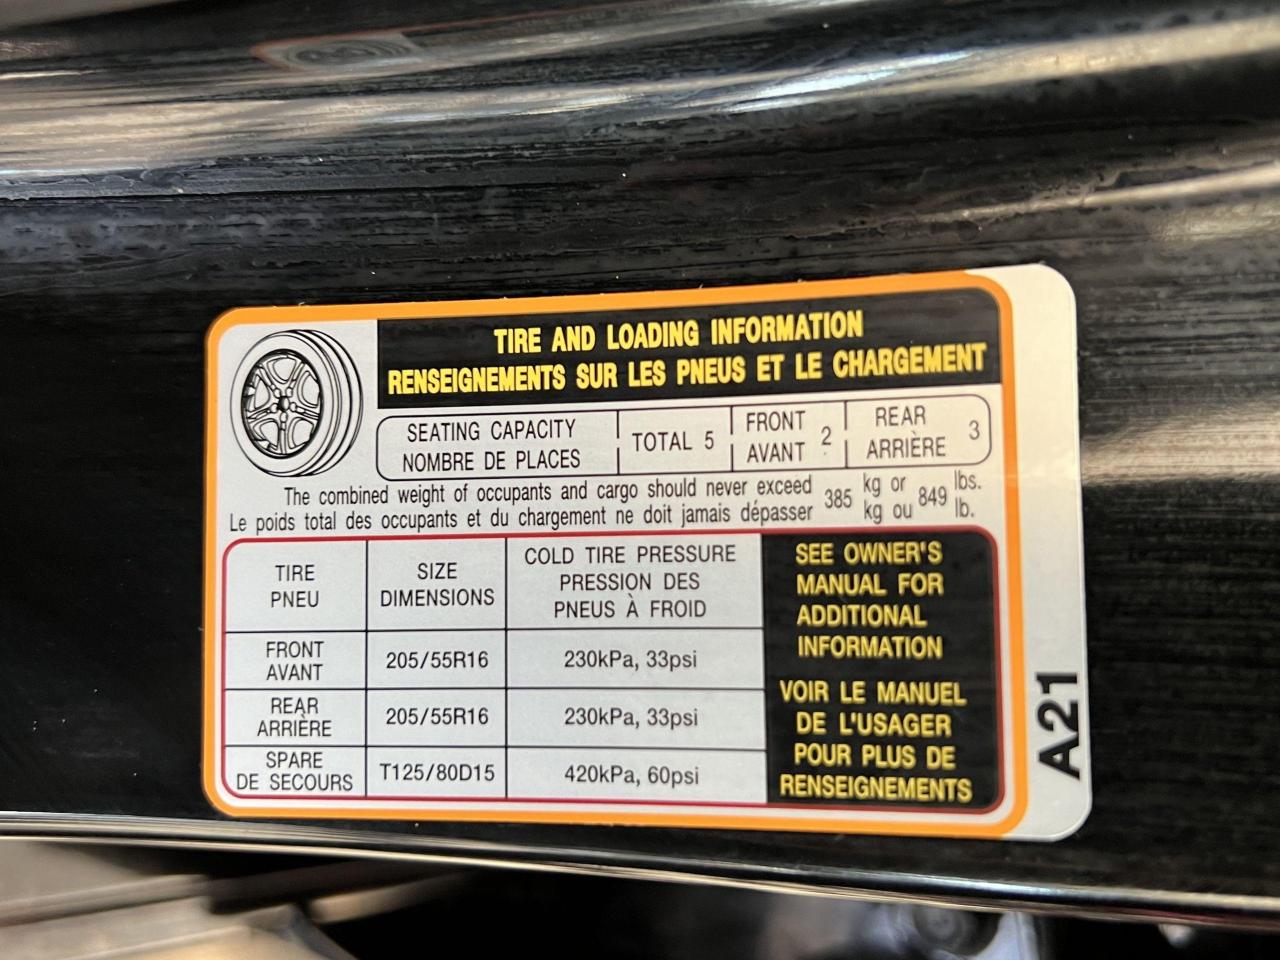 TIRE AND LOADING INFORMATION
RENSEIGNEMENTS SUR LES PNEUS ET LE CHARGEMENT
SEATING CAPACITY
NOMBRE DE PLACES
TOTAL 5
FRONT
AVANT
2
REAR
ARRIÈRE
3
The combined weight of occupants and cargo should never exceed
Le poids total des occupants et du chargement ne doit jamais dépasser
385
kg or
kg ou
849
lbs.
lb.
TIRE
PNEU
SIZE
DIMENSIONS
COLD TIRE PRESSURE
PRESSION DES
PNEUS À FROID
FRONT
AVANT
205/55R16
230kPa, 33psi
REAR
ARRIÈRE
205/55R16
230kPa, 33psi
SPARE
DE SECOURS
T125/80D15
420kPa, 60psi
SEE OWNER'S
MANUAL FOR
ADDITIONAL
INFORMATION
VOIR LE MANUEL
DE L'USAGER
POUR PLUS DE
RENSEIGNEMENTS
A21